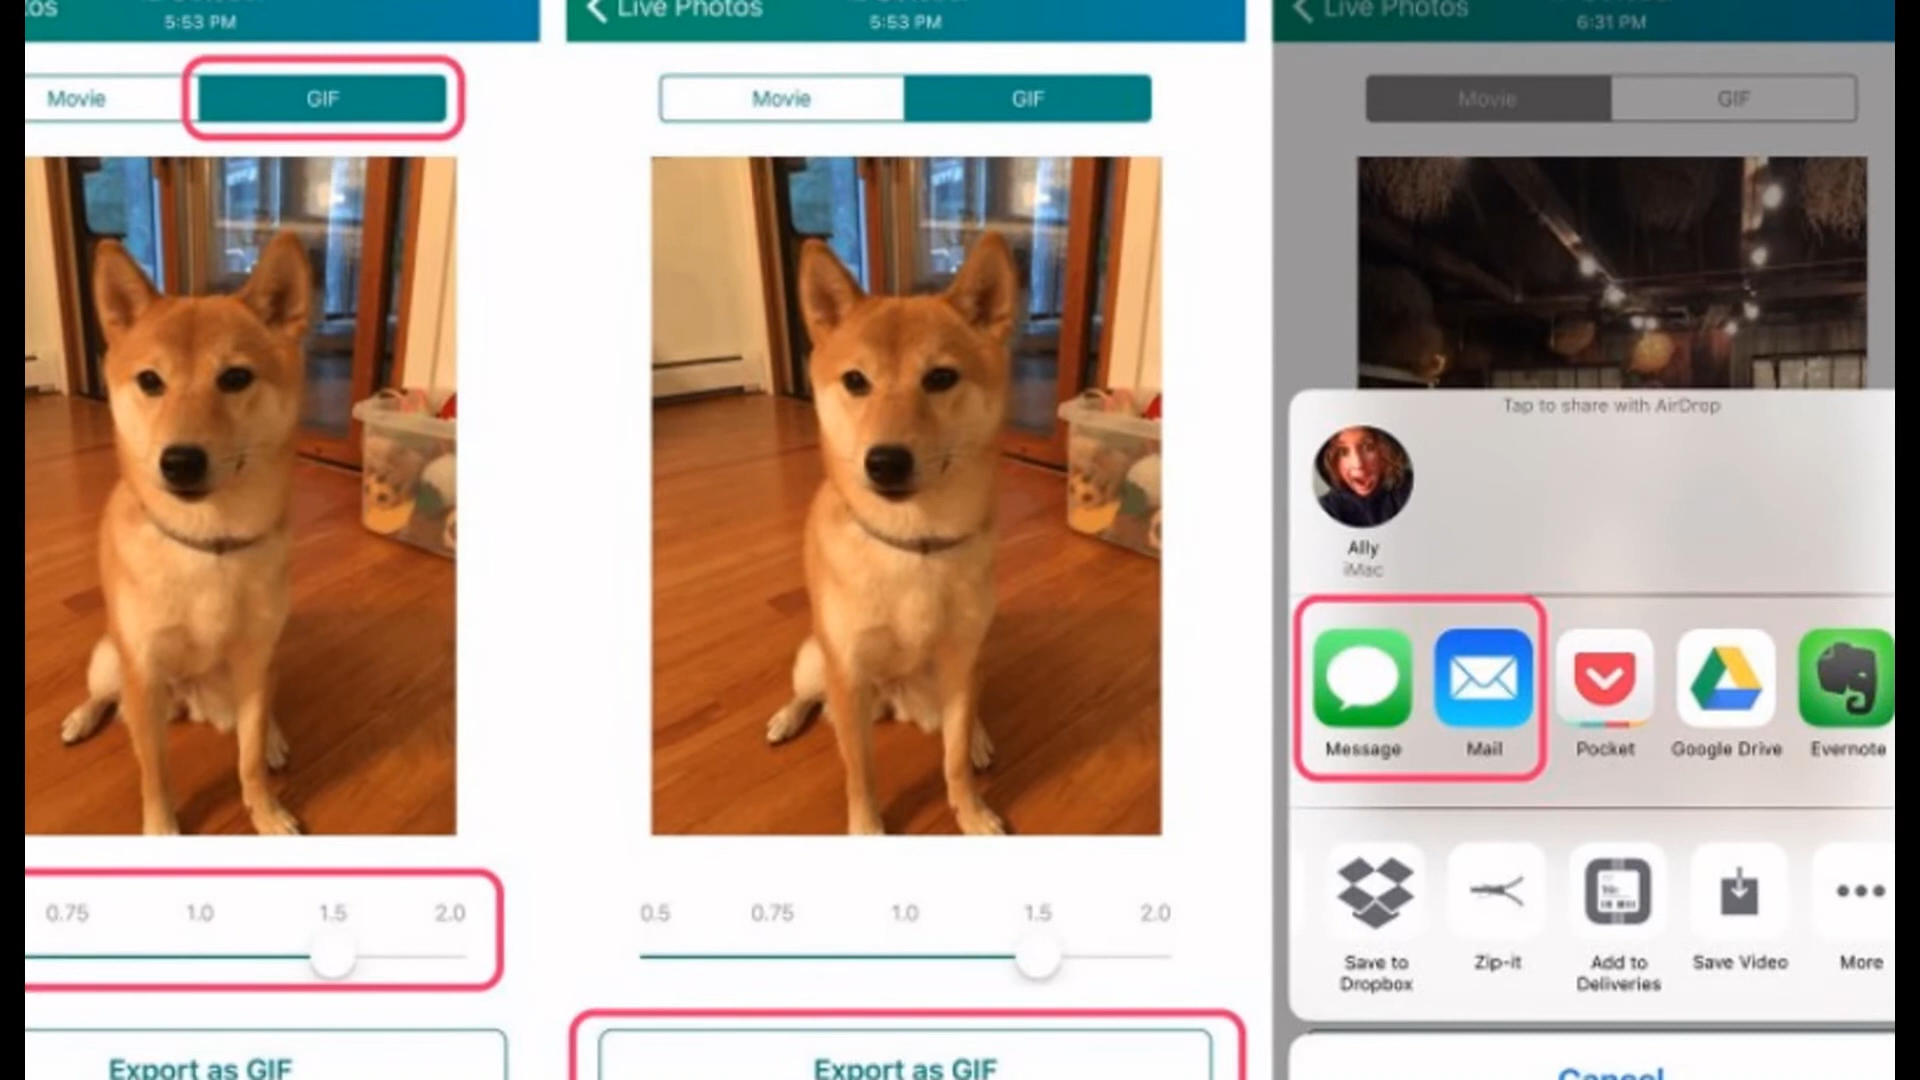 os
5:53 PM
Movie
GIF
0.75 1.0 1.5 2.0
Export as GIF
Live Photos
5:53 PM
Movie
GIF
0.5 0.75 1.0 1.5 2.0
Export as GIF
Live Photos
6:31 PM
Movie
GIF
Tap to share with AirDrop
Ally
iMac
Message Mail Pocket Google Drive Evernote
Save to Zip-it Add to Save Video More
Dropbox Deliveries
Cancel